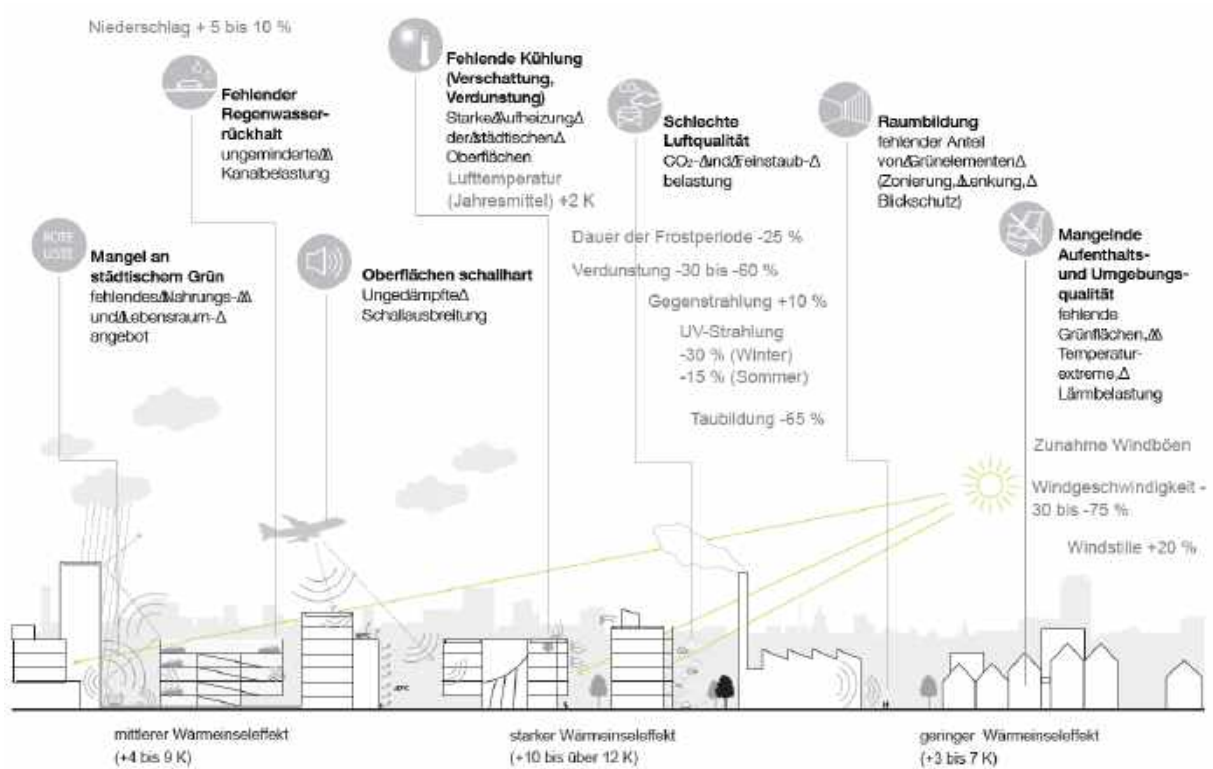 Niederschlag + 5 bis 10 %
Fehlender
Regenwasser-
rückhalt
ungeminderte
Kanalbelastung
Fehlende Kühlung
(Verschattung,
Verdunstung)
Starke Aufheizung
der städtischen
Oberflächen
Lufttemperatur
(Jahresmittel) +2 K
Schlechte
Luftqualität
CO₂- und Feinstaub-
belastung
Raumbildung
fehlender Anteil
von Grünelementen
(Zonierung, Lenkung,
Blickschutz)
ROTE
LISTE
Mangel an
städtischem Grün
fehlendes Nahrungs-
und Lebensraum-
angebot
Oberflächen schallhart
Ungedämpfte
Schallausbreitung
Dauer der Frostperiode -25 %
Verdunstung -30 bis -60 %
Gegenstrahlung +10 %
UV-Strahlung
-30 % (Winter)
-15 % (Sommer)
Taubildung -65 %
Mangelnde
Aufenthalts-
und Umgebungs-
qualität
fehlende
Grünflächen,
Temperatur-
extreme,
Lärmbelastung
Zunahme Windböen
Windgeschwindigkeit -
30 bis -75 %
Windstille +20 %
mittlerer Wärmeinseleffekt
(+4 bis 9 K)
starker Wärmeinseleffekt
(+10 bis über 12 K)
geringer Wärmeinseleffekt
(+3 bis 7 K)